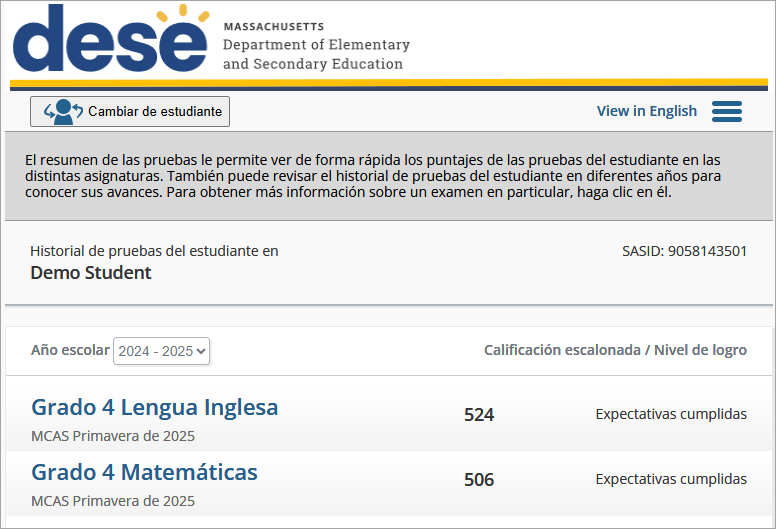 dese
MASSACHUSETTS
Department of Elementary
and Secondary Education
Cambiar de estudiante
View in English
El resumen de las pruebas le permite ver de forma rápida los puntajes de las pruebas del estudiante en las
distintas asignaturas. También puede revisar el historial de pruebas del estudiante en diferentes años para
conocer sus avances. Para obtener más información sobre un examen en particular, haga clic en él.
Historial de pruebas del estudiante en
SASID: 9058143501
Demo Student
Año escolar 2024 - 2025
Calificación escalonada / Nivel de logro
Grado 4 Lengua Inglesa
524
Expectativas cumplidas
MCAS Primavera de 2025
Grado 4 Matemáticas
506
Expectativas cumplidas
MCAS Primavera de 2025